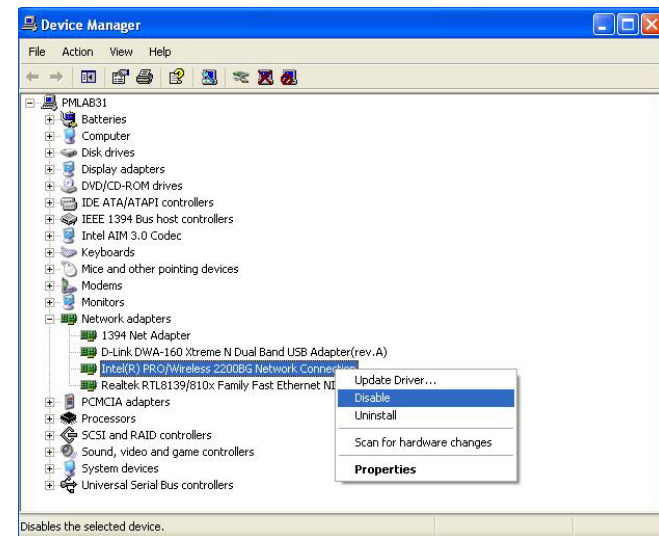 Device Manager
File Action View Help
PMLAB31
Batteries
Computer
Disk drives
Display adapters
DVD/CD-ROM drives
IDE ATA/ATAPI controllers
IEEE 1394 Bus host controllers
Intel AIM 3.0 Codec
Keyboards
Mice and other pointing devices
Modems
Monitors
Network adapters
1394 Net Adapter
D-Link DWA-160 Xtreme N Dual Band USB Adapter(rev.A)
Intel(R) PRO/Wireless 2200BG Network Connection
Realtek RTL8139/810x Family Fast Ethernet NI
PCMCIA adapters
Processors
SCSI and RAID controllers
Sound, video and game controllers
System devices
Universal Serial Bus controllers
Update Driver...
Disable
Uninstall
Scan for hardware changes
Properties
Disables the selected device.